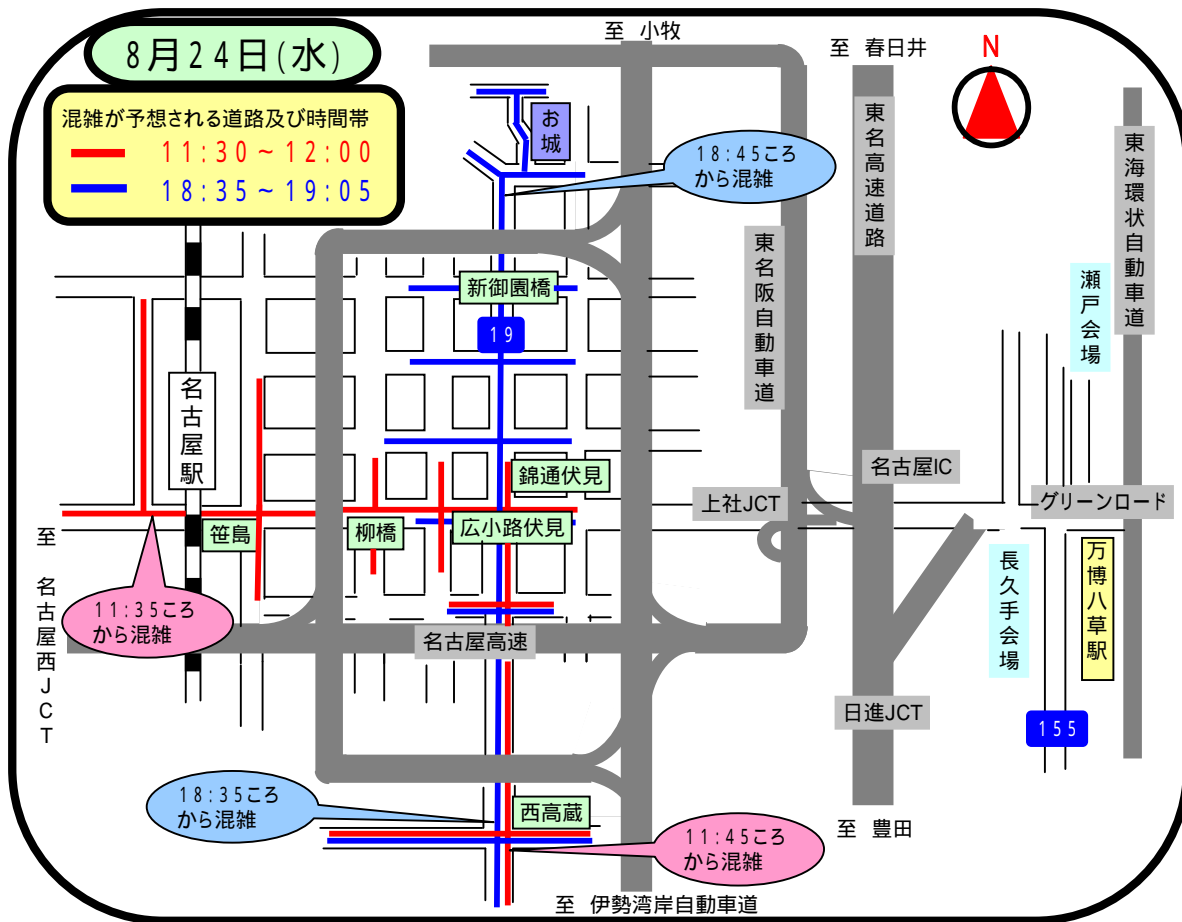 8月24日(水)
混雑が予想される道路及び時間帯
11:30～12:00
18:35～19:05
至 小牧
至 春日井
N
お城
18:45ころ
から混雑
東名高速道路
東海環状自動車道
東名阪自動車道
瀬戸会場
新御園橋
19
名古屋駅
錦通伏見
名古屋IC
上社JCT
グリーンロード
笹島
柳橋
広小路伏見
至 名古屋西JCT
11:35ころ
から混雑
長久手会場
万博八草駅
名古屋高速
日進JCT
155
18:35ころ
から混雑
西高蔵
11:45ころ
から混雑
至 豊田
至 伊勢湾岸自動車道